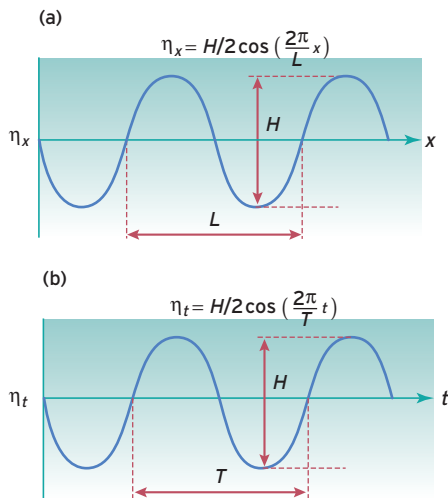 (a)
ηx = H/2 cos (2π/L x)
ηx
H
x
L
(b)
ηt = H/2 cos (2π/T t)
H
ηt
t
T